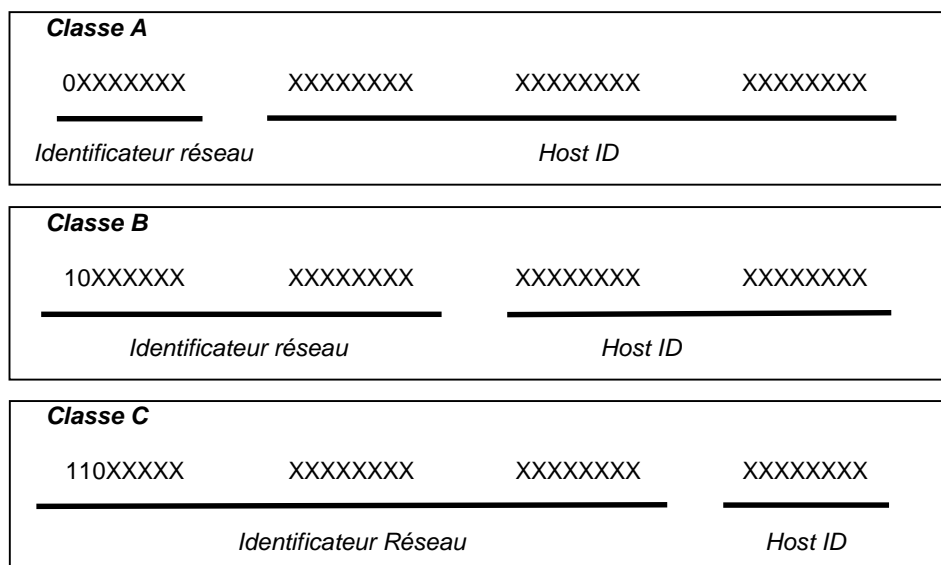 Classe A
0XXXXXXX XXXXXXXX XXXXXXXX XXXXXXXX
Identificateur réseau Host ID
Classe B
10XXXXXX XXXXXXXX XXXXXXXX XXXXXXXX
Identificateur réseau Host ID
Classe C
110XXXXX XXXXXXXX XXXXXXXX XXXXXXXX
Identificateur Réseau Host ID